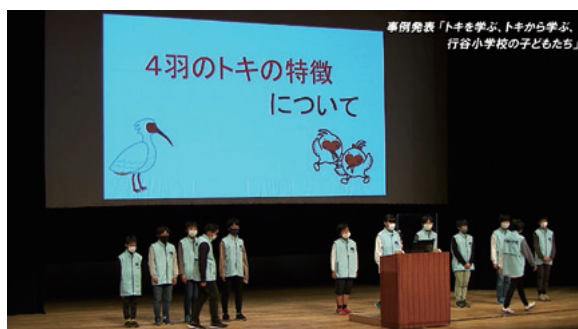 事例発表「トキを学ぶ、トキから学ぶ、
行谷小学校の子どもたち」
4羽のトキの特徴
について